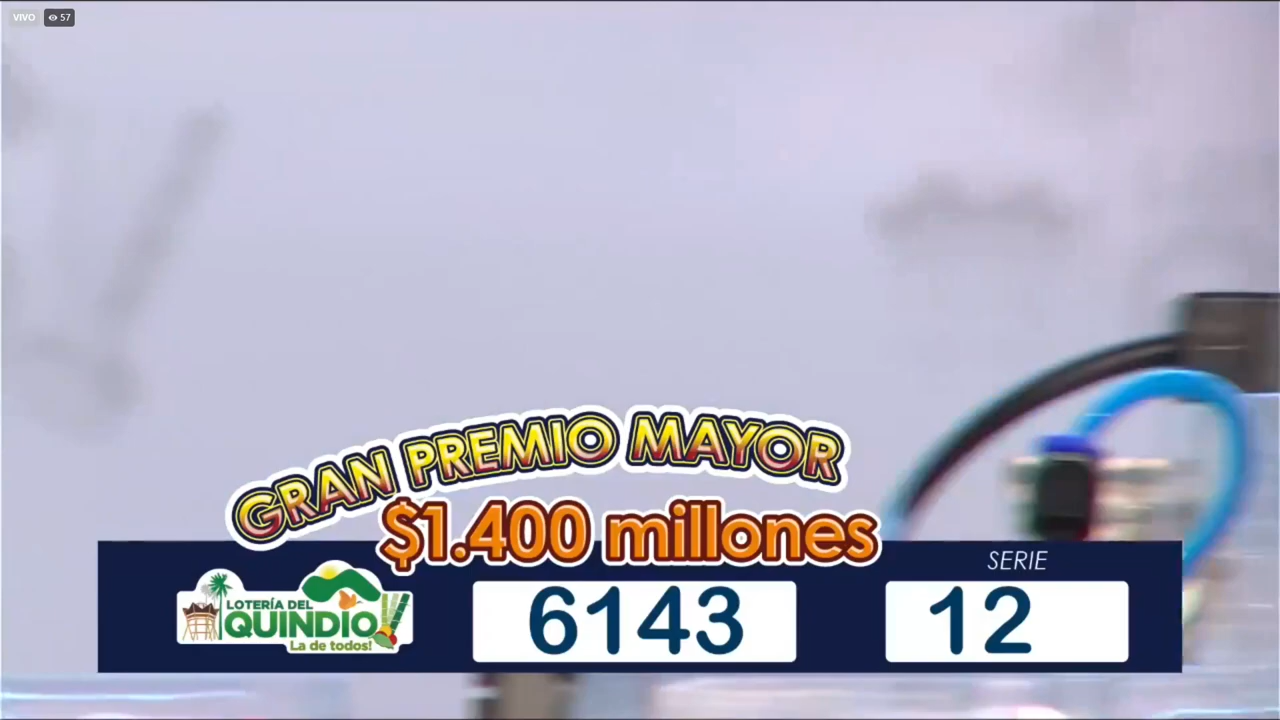 VIVO 57
GRAN PREMIO MAYOR
$1.400 millones
SERIE
LOTERÍA DEL
QUINDIO
La de todos!
6143
12